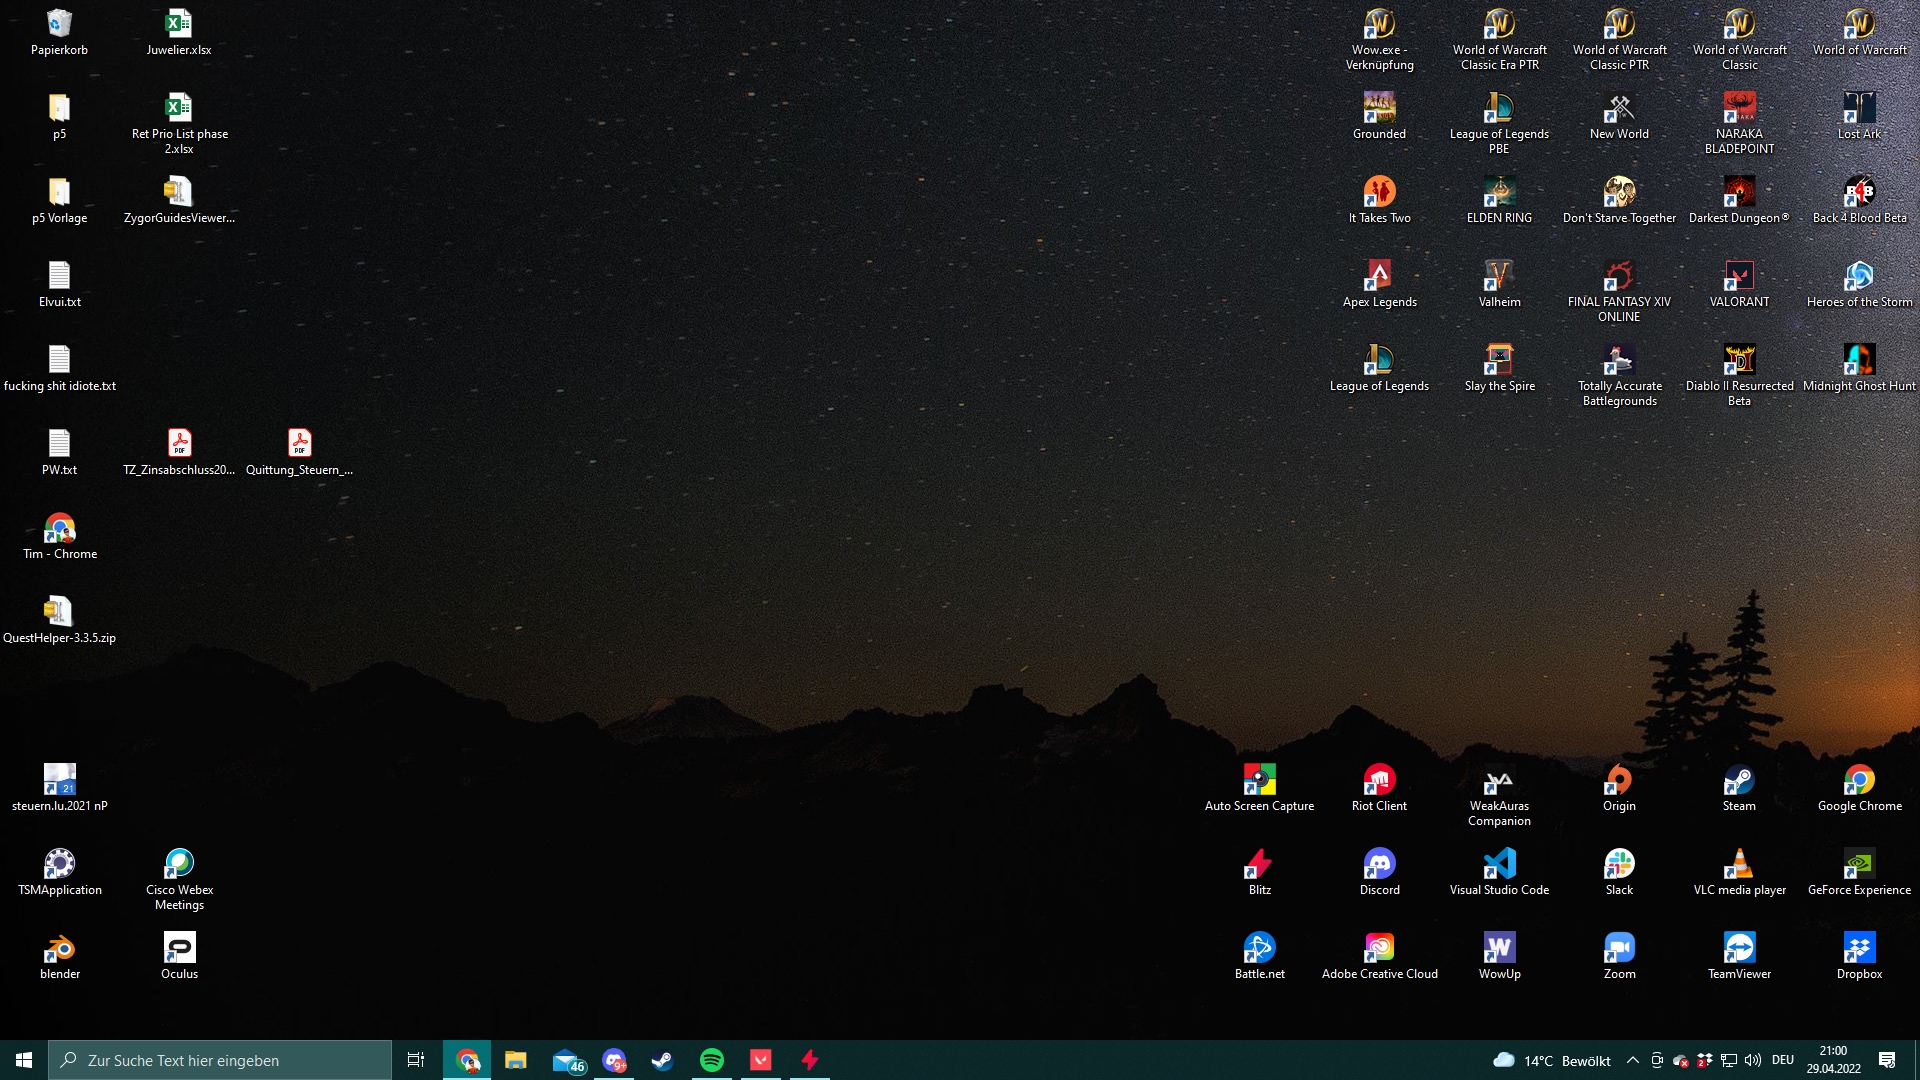 Papierkorb
Juwelier.xlsx
Wow.exe -
Verknüpfung
World of Warcraft
Classic Era PTR
World of Warcraft
Classic PTR
World of Warcraft
Classic
World of Warcraft
p5
Ret Prio List phase
2.xlsx
Grounded
League of Legends
PBE
New World
NARAKA
BLADEPOINT
Lost Ark
p5 Vorlage
ZygorGuidesViewer...
It Takes Two
ELDEN RING
Don't Starve Together
Darkest Dungeon®
Back 4 Blood Beta
Elvui.txt
Apex Legends
Valheim
FINAL FANTASY XIV
ONLINE
VALORANT
Heroes of the Storm
fucking shit idiote.txt
League of Legends
Slay the Spire
Totally Accurate
Battlegrounds
Diablo II Resurrected
Beta
Midnight Ghost Hunt
PW.txt
TZ_Zinsabschluss20...
Quittung_Steuern_...
Tim - Chrome
QuestHelper-3.3.5.zip
steuern.lu.2021 nP
Auto Screen Capture
Riot Client
WeakAuras
Companion
Origin
Steam
Google Chrome
TSMApplication
Cisco Webex
Meetings
Blitz
Discord
Visual Studio Code
Slack
VLC media player
GeForce Experience
blender
Oculus
Battle.net
Adobe Creative Cloud
WowUp
Zoom
TeamViewer
Dropbox
Zur Suche Text hier eingeben
46
9+
14°C Bewölkt
2
DEU
21:00
29.04.2022